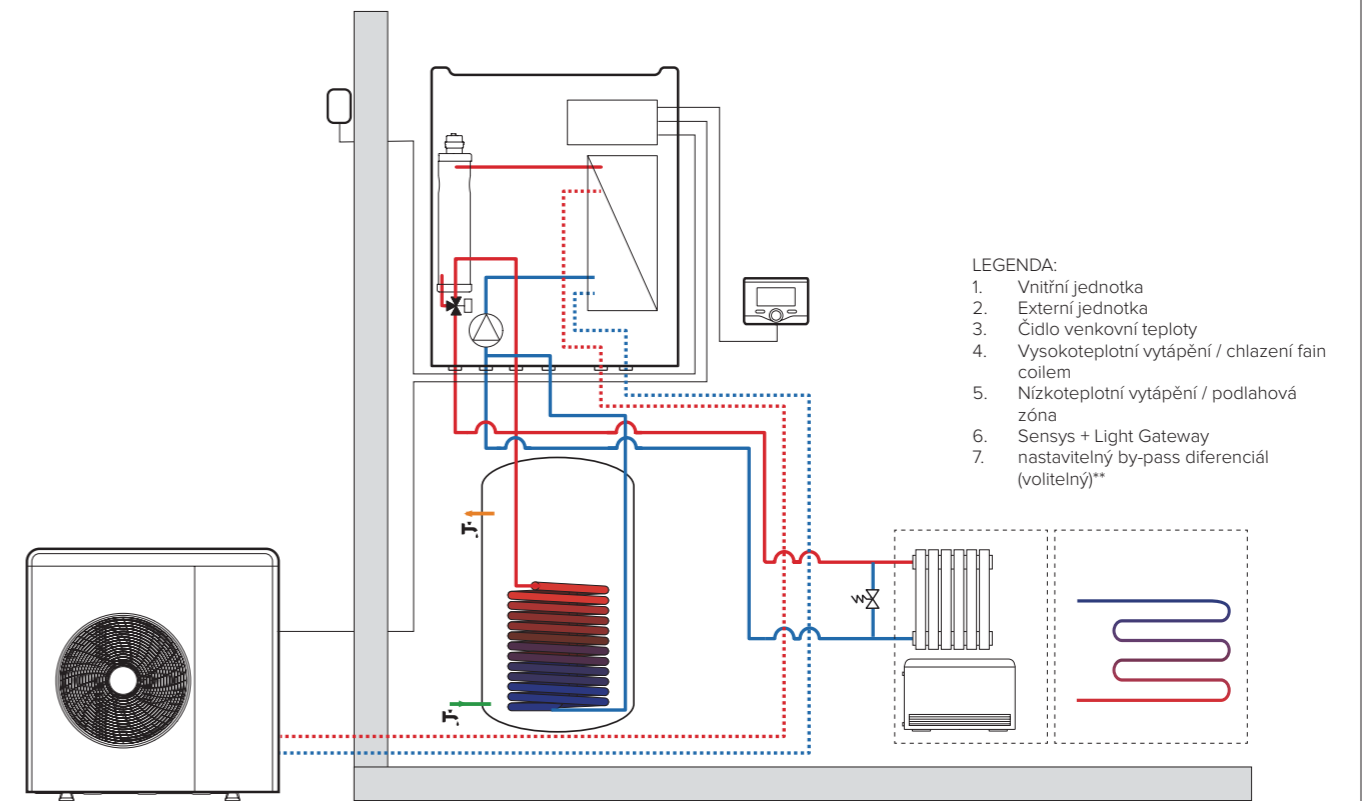 LEGENDA:
1. Vnitřní jednotka
2. Externí jednotka
3. Čidlo venkovní teploty
4. Vysokoteplotní vytápění / chlazení fain
coilem
5. Nízkoteplotní vytápění / podlahová
zóna
6. Sensys + Light Gateway
7. nastavitelný by-pass diferenciál
(volitelný)**